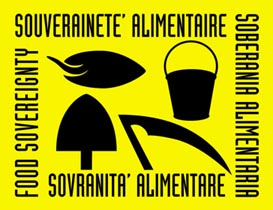 SOUVERAINETE' ALIMENTAIRE
FOOD SOVEREIGNTY
SOBERANIA ALIMENTARIA
SOVRANITA' ALIMENTARE